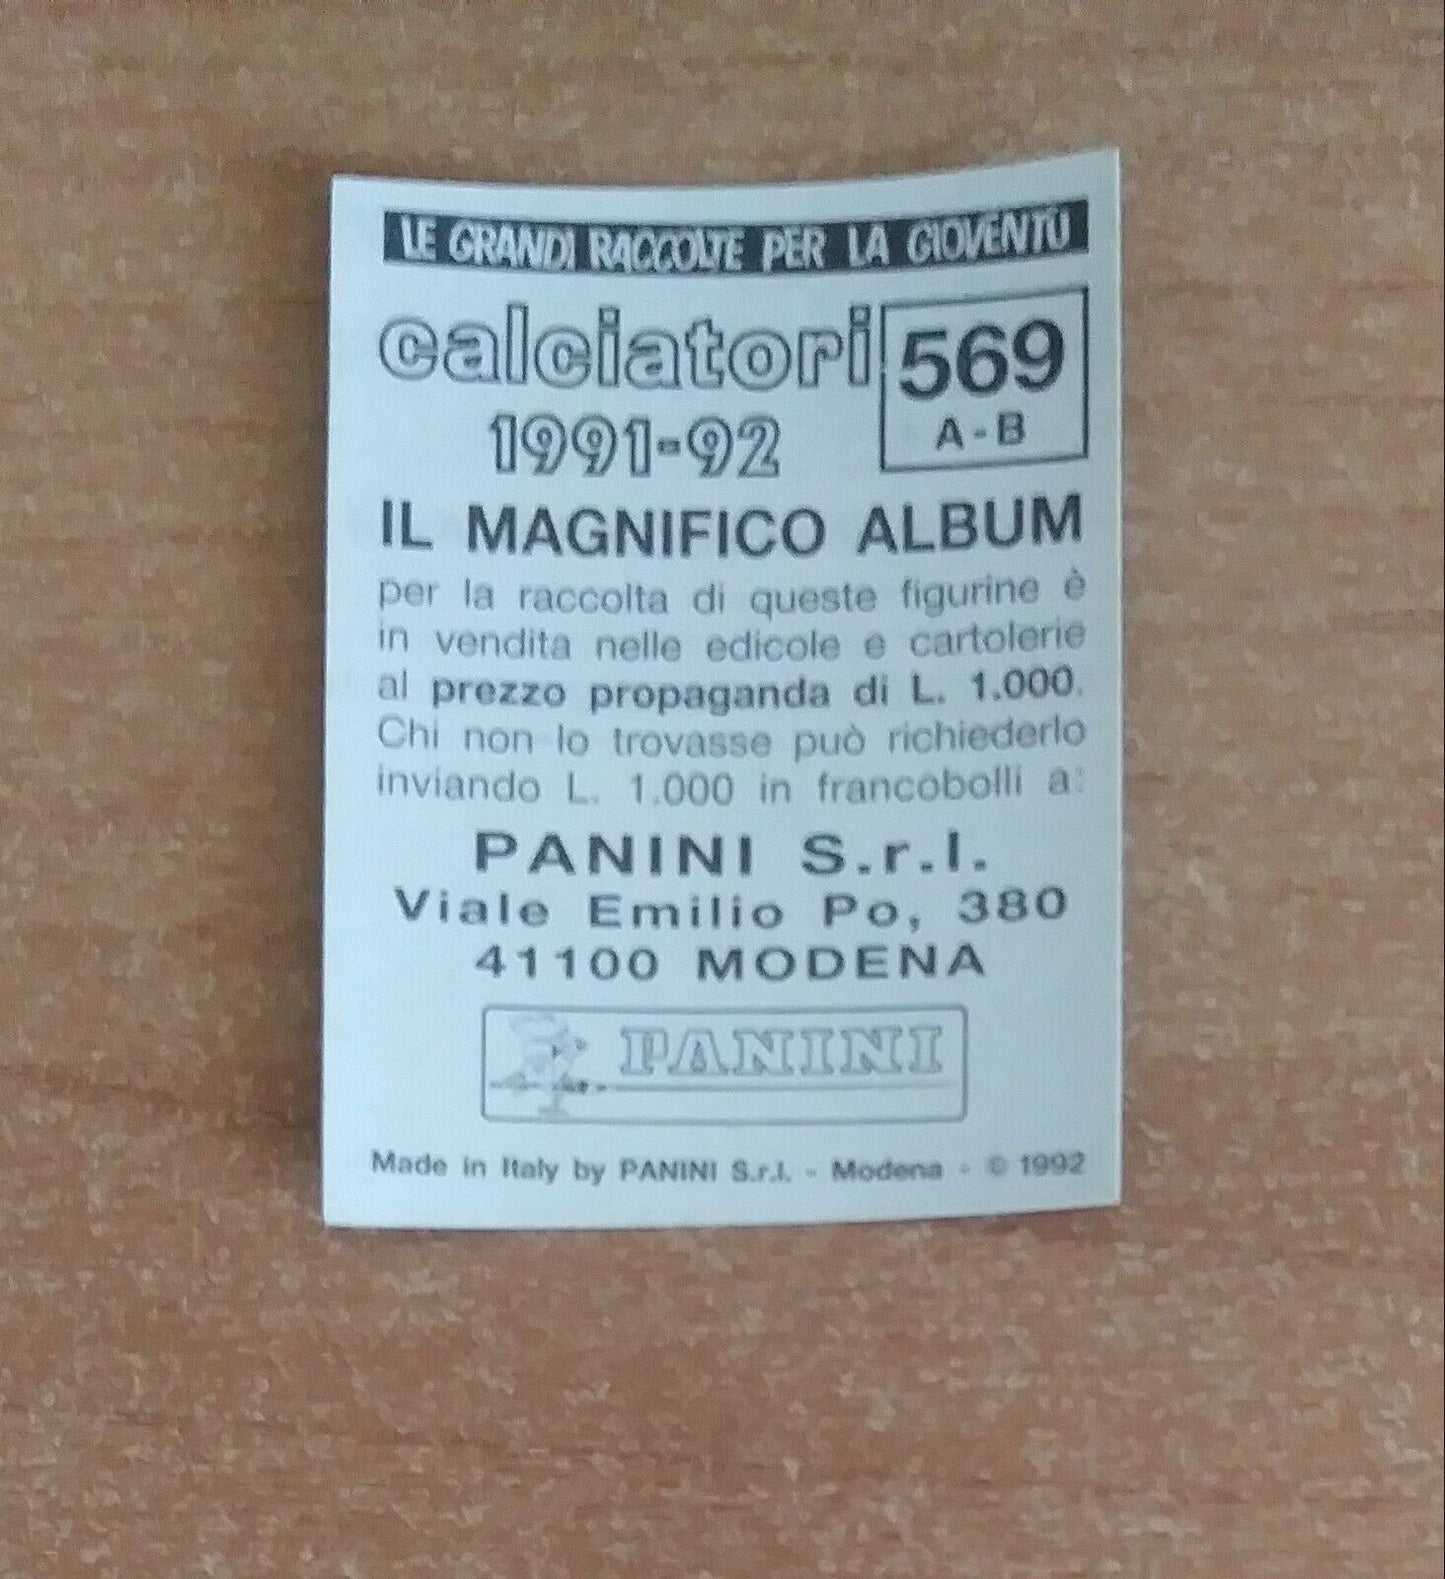 LE GRANDI RACCOLTE PER LA GIOVENTÙ
calciatori
1991-92
569
A-B
IL MAGNIFICO ALBUM
per la raccolta di queste figurine è
in vendita nelle edicole e cartolerie
al prezzo propaganda di L. 1.000.
Chi non lo trovasse può richiederlo
inviando L. 1.000 in francobolli a:
PANINI S.r.l.
Viale Emilio Po, 380
41100 MODENA
PANINI
Made in Italy by PANINI S.r.l. - Modena - © 1992